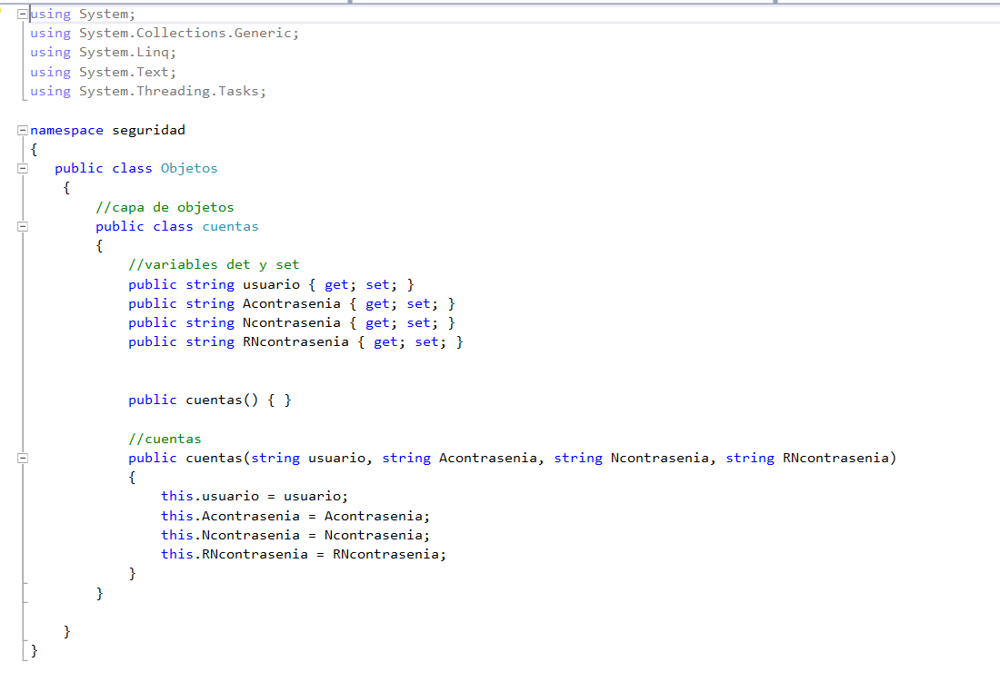 using System;
using System.Collections.Generic;
using System.Linq;
using System.Text;
using System.Threading.Tasks;
namespace seguridad
{
public class Objetos
{
//capa de objetos
public class cuentas
{
//variables det y set
public string usuario { get; set; }
public string Acontrasenia { get; set; }
public string Ncontrasenia { get; set; }
public string RNcontrasenia { get; set; }
public cuentas() { }
//cuentas
public cuentas(string usuario, string Acontrasenia, string Ncontrasenia, string RNcontrasenia)
{
this.usuario = usuario;
this.Acontrasenia = Acontrasenia;
this.Ncontrasenia = Ncontrasenia;
this.RNcontrasenia = RNcontrasenia;
}
}
}
}